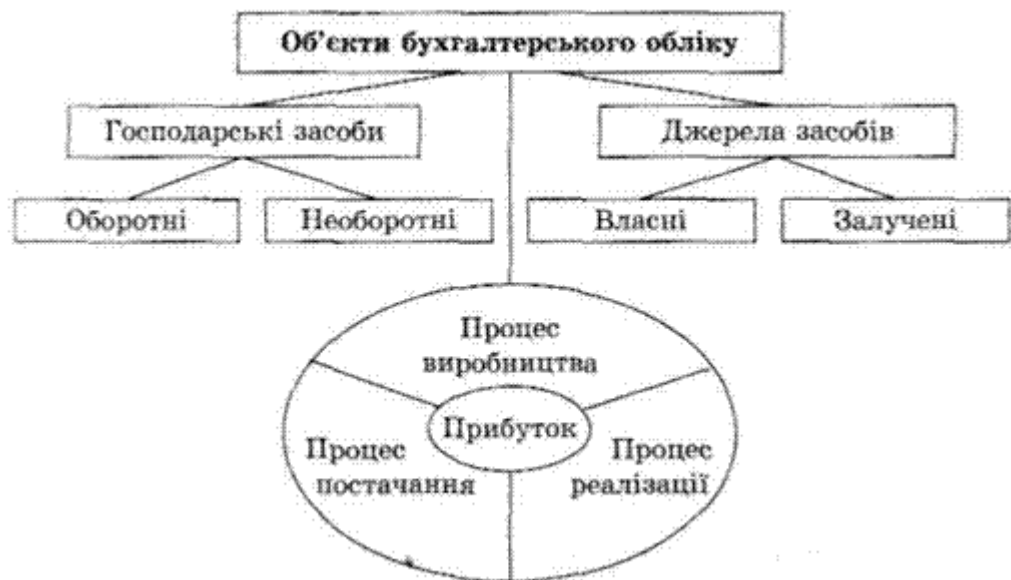 Об’єкти бухгалтерського обліку
Господарські засоби
Джерела засобів
Оборотні
Необоротні
Власні
Залучені
Процес
виробництва
Прибуток
Процес
постачання
Процес
реалізації